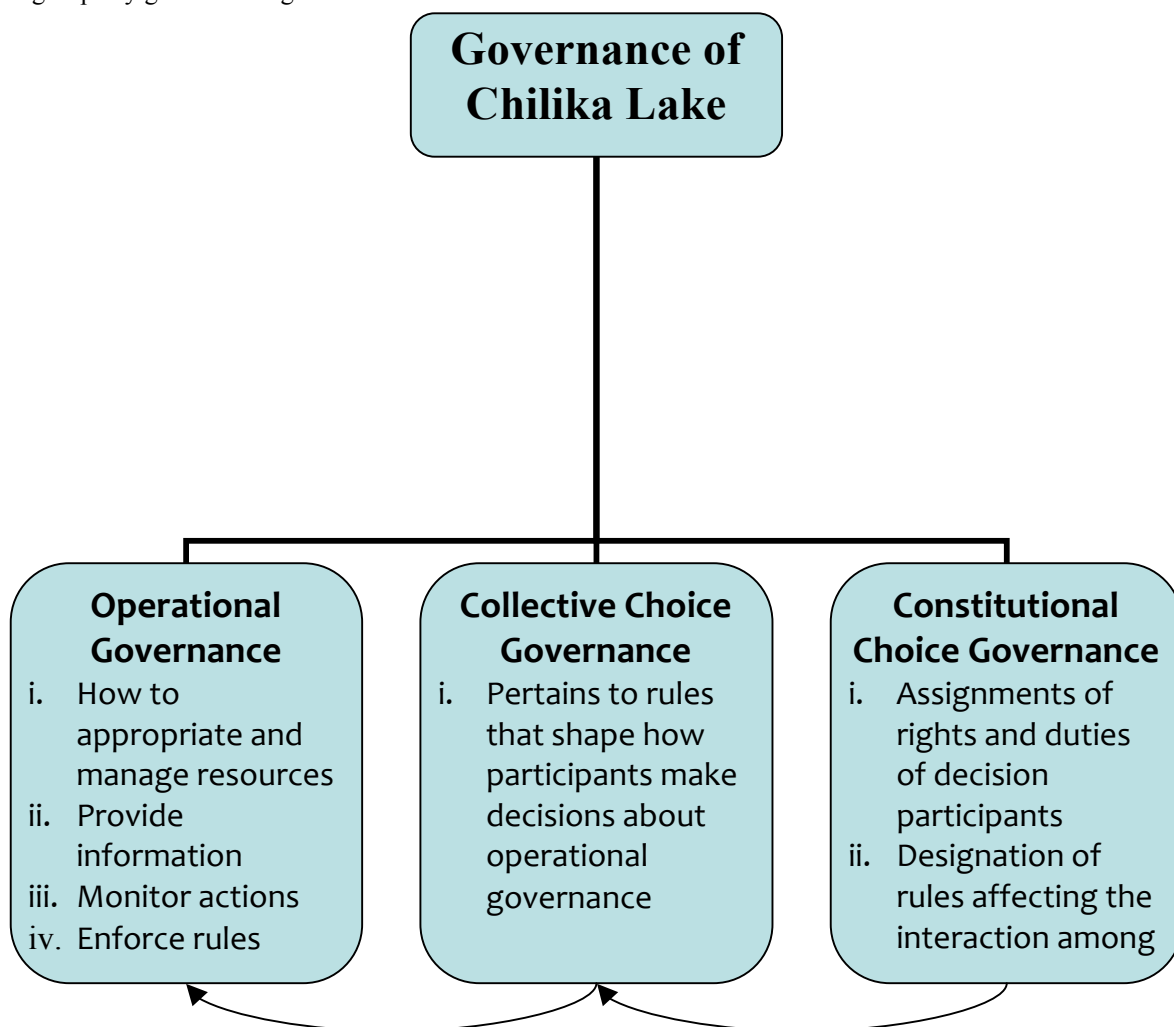 Governance of
Chilika Lake
Operational
Governance
i. How to
appropriate and
manage resources
ii. Provide
information
iii. Monitor actions
iv. Enforce rules
Collective Choice
Governance
i. Pertains to rules
that shape how
participants make
decisions about
operational
governance
Constitutional
Choice Governance
i. Assignments of
rights and duties
of decision
participants
ii. Designation of
rules affecting the
interaction among